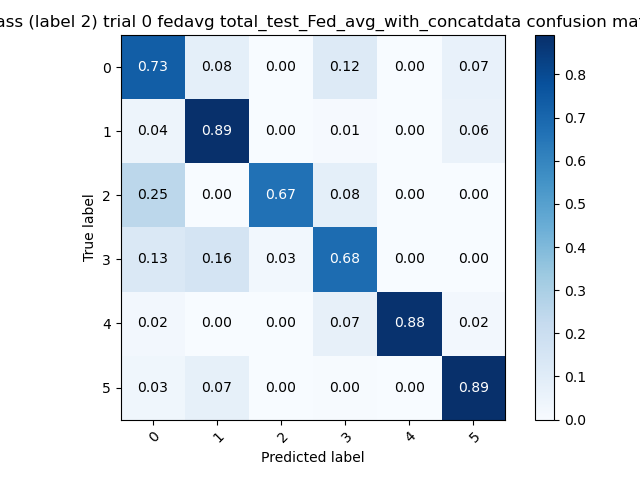 ass (label 2) trial 0 fedavg total_test_Fed_avg_with_concatdata confusion ma
0 0.73 0.08 0.00 0.12 0.00 0.07
1 0.04 0.89 0.00 0.01 0.00 0.06
2 0.25 0.00 0.67 0.08 0.00 0.00
3 0.13 0.16 0.03 0.68 0.00 0.00
4 0.02 0.00 0.00 0.07 0.88 0.02
5 0.03 0.07 0.00 0.00 0.00 0.89
0 1 2 3 4 5
True label
Predicted label
0.8
0.7
0.6
0.5
0.4
0.3
0.2
0.1
0.0